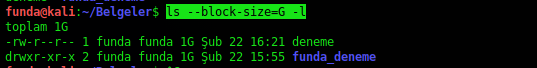 funda@kali:~/Belgeler$ ls --block-size=G -l
toplam 1G
-rw-r--r-- 1 funda funda 1G Şub 22 16:21 deneme
drwxr-xr-x 2 funda funda 1G Şub 22 15:55 funda_deneme